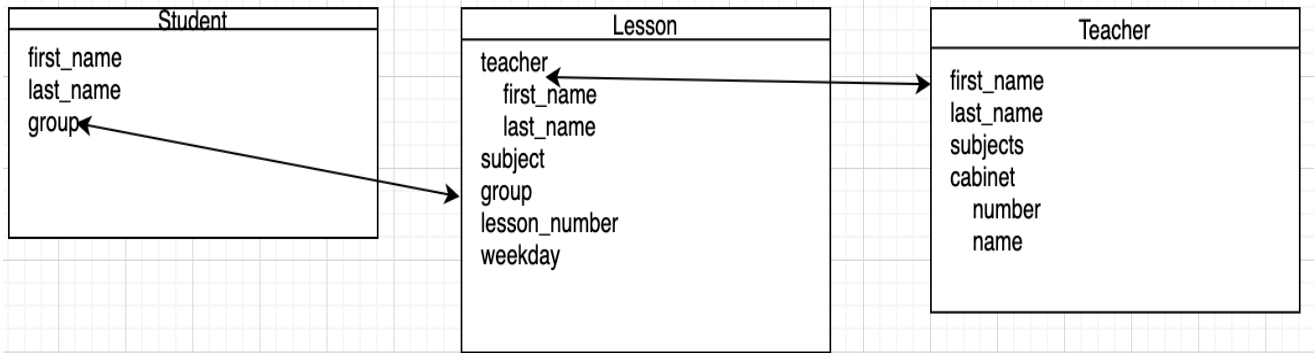 Student
first_name
last_name
group
Lesson
teacher
first_name
last_name
subject
group
lesson_number
weekday
Teacher
first_name
last_name
subjects
cabinet
number
name